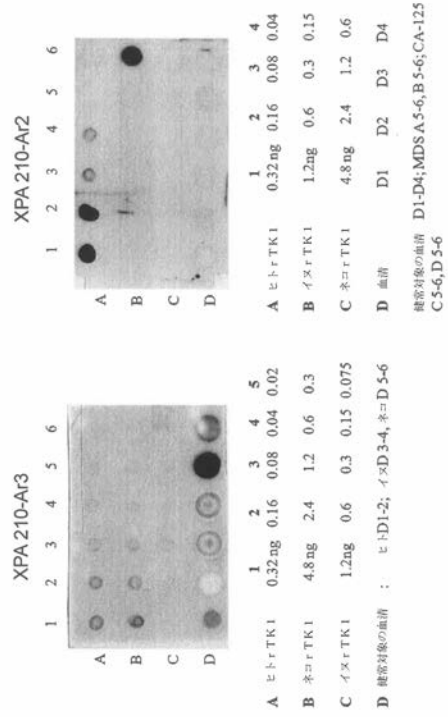 XPA 210-Ar3
1 2 3 4 5 6
A
B
C
D
1 2 3 4 5
A ヒトrTK1 0.32ng 0.16 0.08 0.04 0.02
B ネコrTK1 4.8ng 2.4 1.2 0.6 0.3
C イヌrTK1 1.2ng 0.6 0.3 0.15 0.075
D 健常対象の血清 : ヒトD1-2; イヌD3-4, ネコD 5-6
XPA 210-Ar2
1 2 3 4 5 6
A
B
C
D
1 2 3 4
A ヒトrTK1 0.32ng 0.16 0.08 0.04
B イヌrTK1 1.2ng 0.6 0.3 0.15
C ネコrTK1 4.8ng 2.4 1.2 0.6
D 血清 D1 D2 D3 D4
健常対象の血清 D1-D4; MDS A 5-6, B 5-6; CA-125
C 5-6, D 5-6